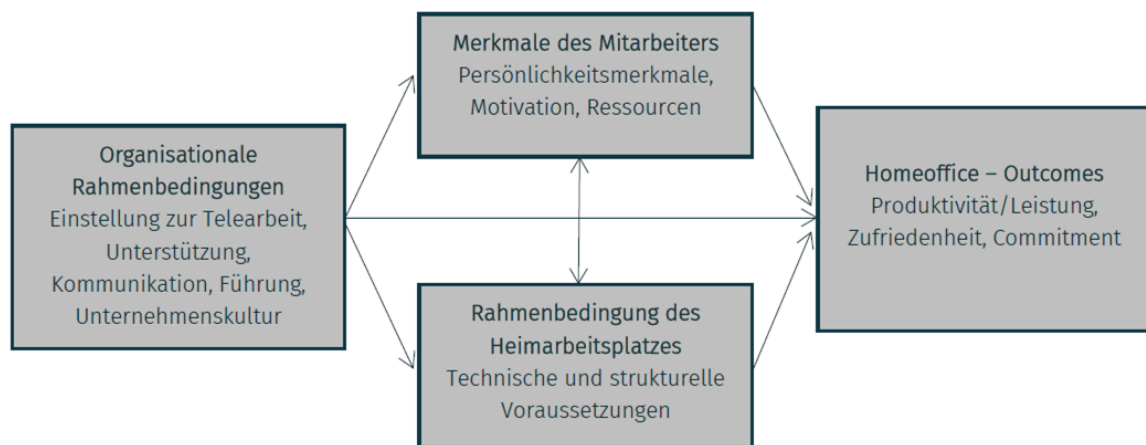 Merkmale des Mitarbeiters
Persönlichkeitsmerkmale,
Motivation, Ressourcen
Organisationale
Rahmenbedingungen
Einstellung zur Telearbeit,
Unterstützung,
Kommunikation, Führung,
Unternehmenskultur
Homeoffice – Outcomes
Produktivität/Leistung,
Zufriedenheit, Commitment
Rahmenbedingung des
Heimarbeitsplatzes
Technische und strukturelle
Voraussetzungen